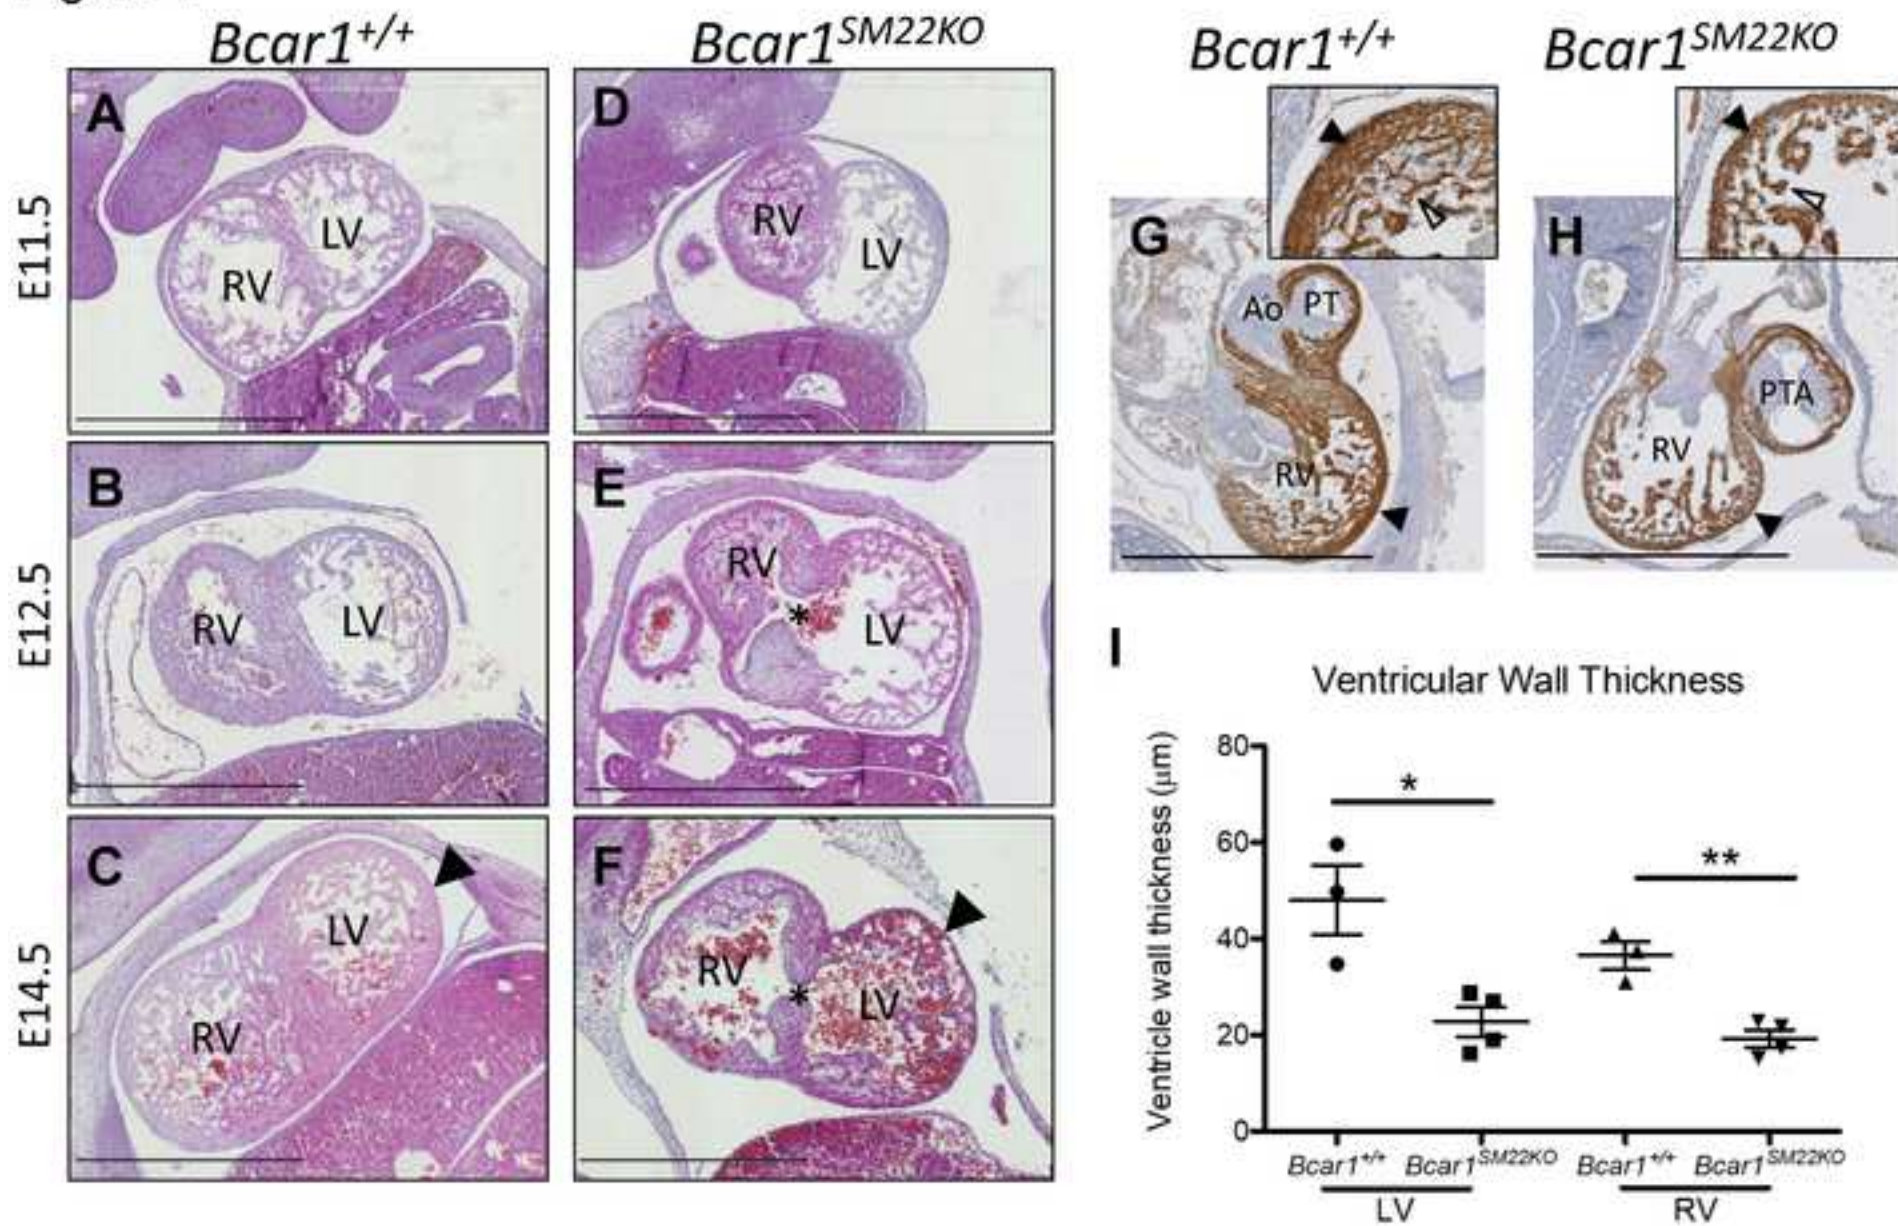 Bcar1+/+
Bcar1SM22KO
Bcar1+/+
Bcar1SM22KO
E11.5
A
RV
LV
D
RV
LV
E12.5
B
RV
LV
E
RV
*
LV
E14.5
C
LV
RV
F
RV
*
LV
G
Ao
PT
RV
H
PTA
RV
I
Ventricular Wall Thickness
Ventricle wall thickness (μm)
80
60
40
20
0
*
**
Bcar1+/+
Bcar1SM22KO
Bcar1+/+
Bcar1SM22KO
LV
RV